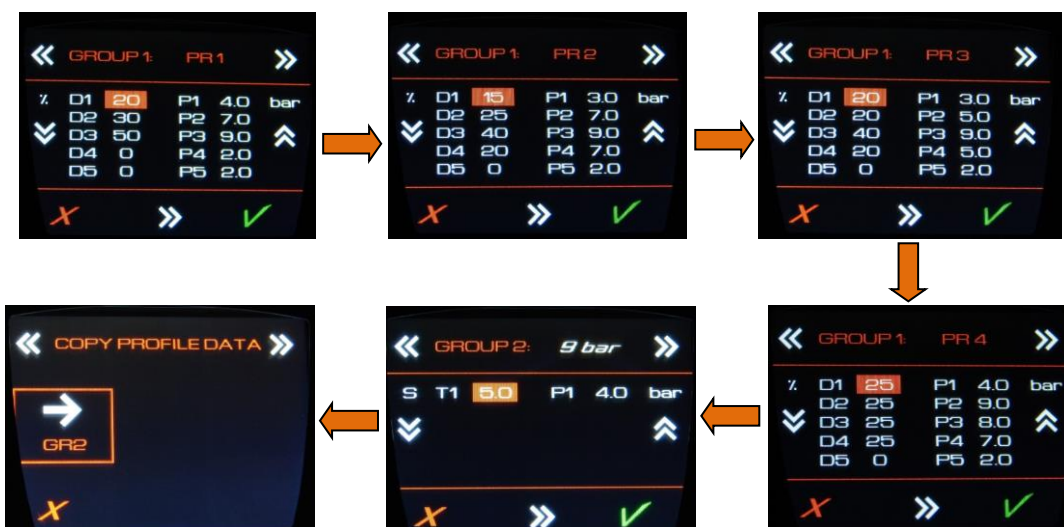 GROUP 1: PR 1
% D1 20 P1 4.0 bar
D2 30 P2 7.0
D3 50 P3 9.0
D4 0 P4 2.0
D5 0 P5 2.0
X
GROUP 1: PR 2
% D1 15 P1 3.0 bar
D2 25 P2 7.0
D3 40 P3 9.0
D4 20 P4 7.0
D5 0 P5 2.0
X
GROUP 1: PR 3
% D1 20 P1 3.0 bar
D2 20 P2 5.0
D3 40 P3 9.0
D4 20 P4 5.0
D5 0 P5 2.0
X
GROUP 1: PR 4
% D1 25 P1 4.0 bar
D2 25 P2 9.0
D3 25 P3 8.0
D4 25 P4 7.0
D5 0 P5 2.0
X
GROUP 2: 9 bar
S T1 5.0 P1 4.0 bar
X
COPY PROFILE DATA
GR2
X